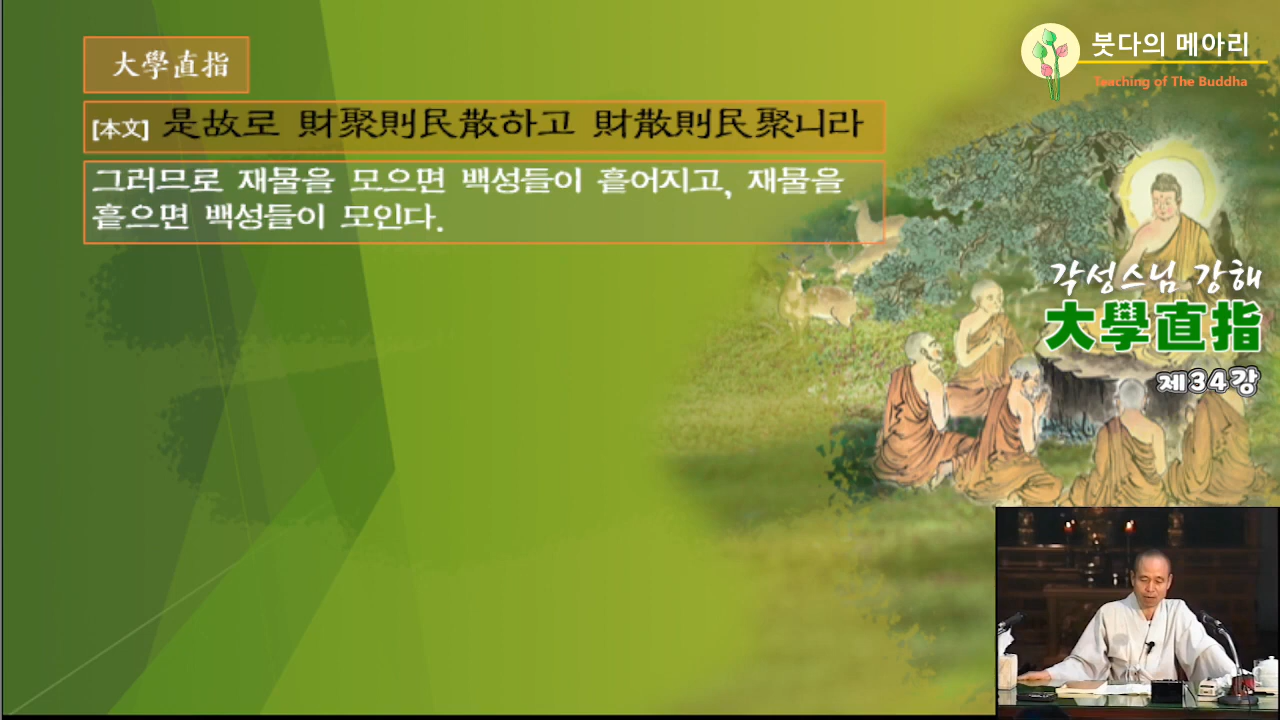 大學直指
[本文] 是故로 財聚則民散하고 財散則民聚니라
그러므로 재물을 모으면 백성들이 흩어지고, 재물을
흩으면 백성들이 모인다.
붓다의 메아리
Teaching of The Buddha
각성스님 강해
大學直指
제34강